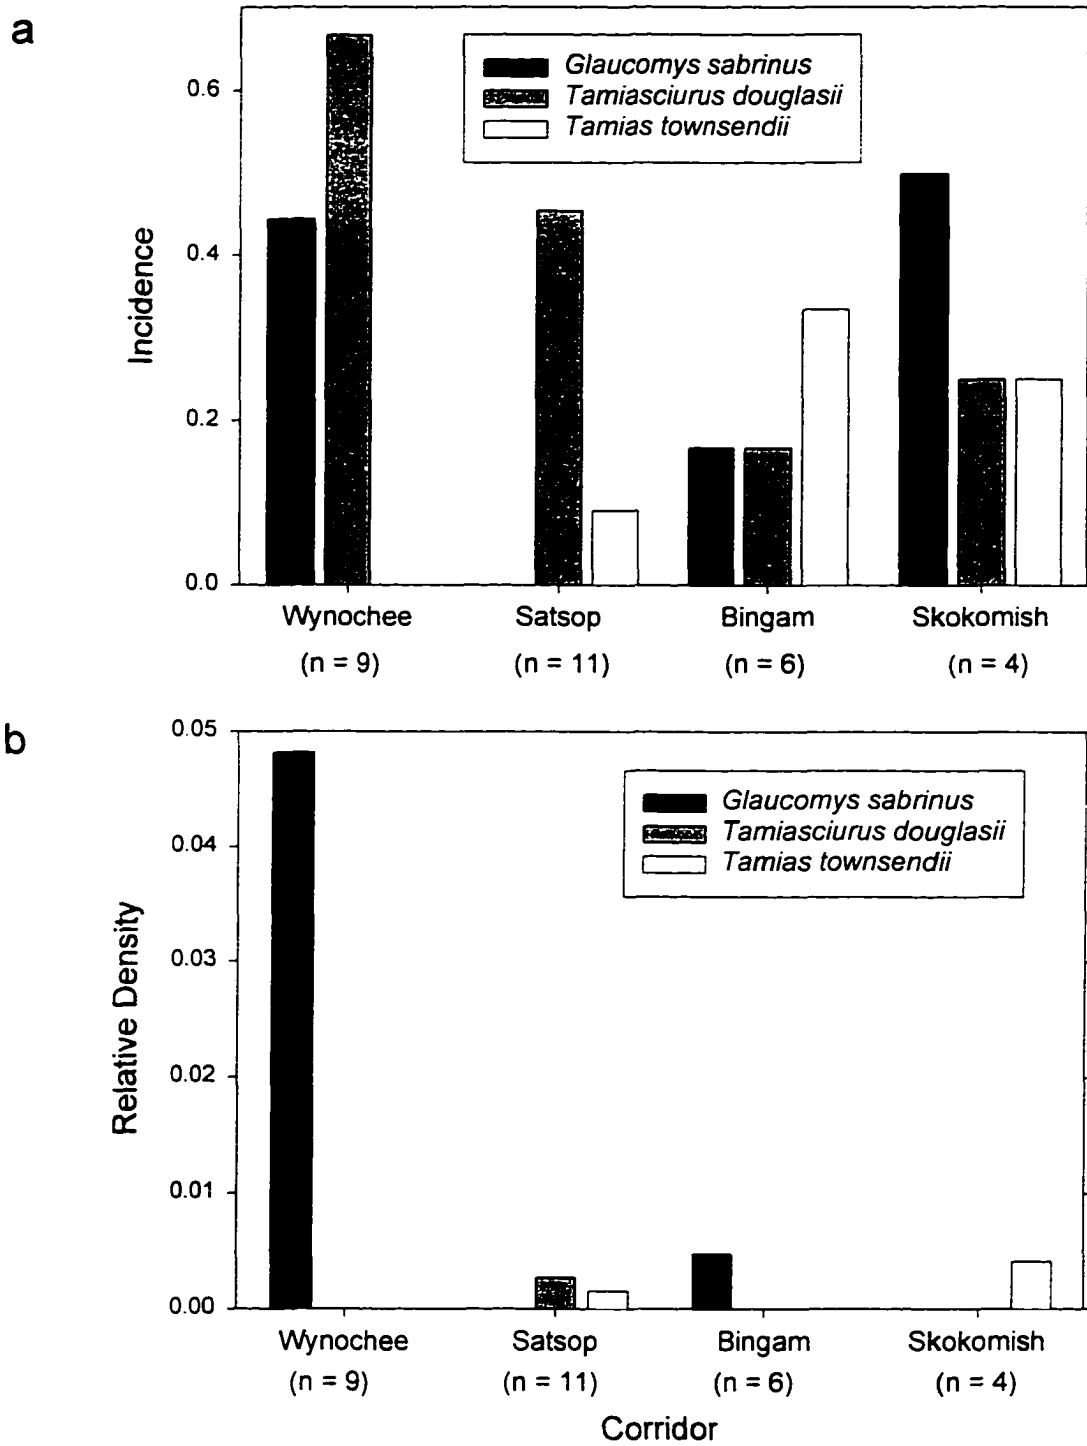 a
Glaucomys sabrinus
Tamiasciurus douglasii
Tamias townsendii
0.6
0.4
0.2
0.0
Incidence
Wynochee Satsop Bingam Skokomish
(n = 9) (n = 11) (n = 6) (n = 4)
b
0.05
Glaucomys sabrinus
Tamiasciurus douglasii
Tamias townsendii
0.04
0.03
0.02
0.01
0.00
Relative Density
Wynochee Satsop Bingam Skokomish
(n = 9) (n = 11) (n = 6) (n = 4)
Corridor